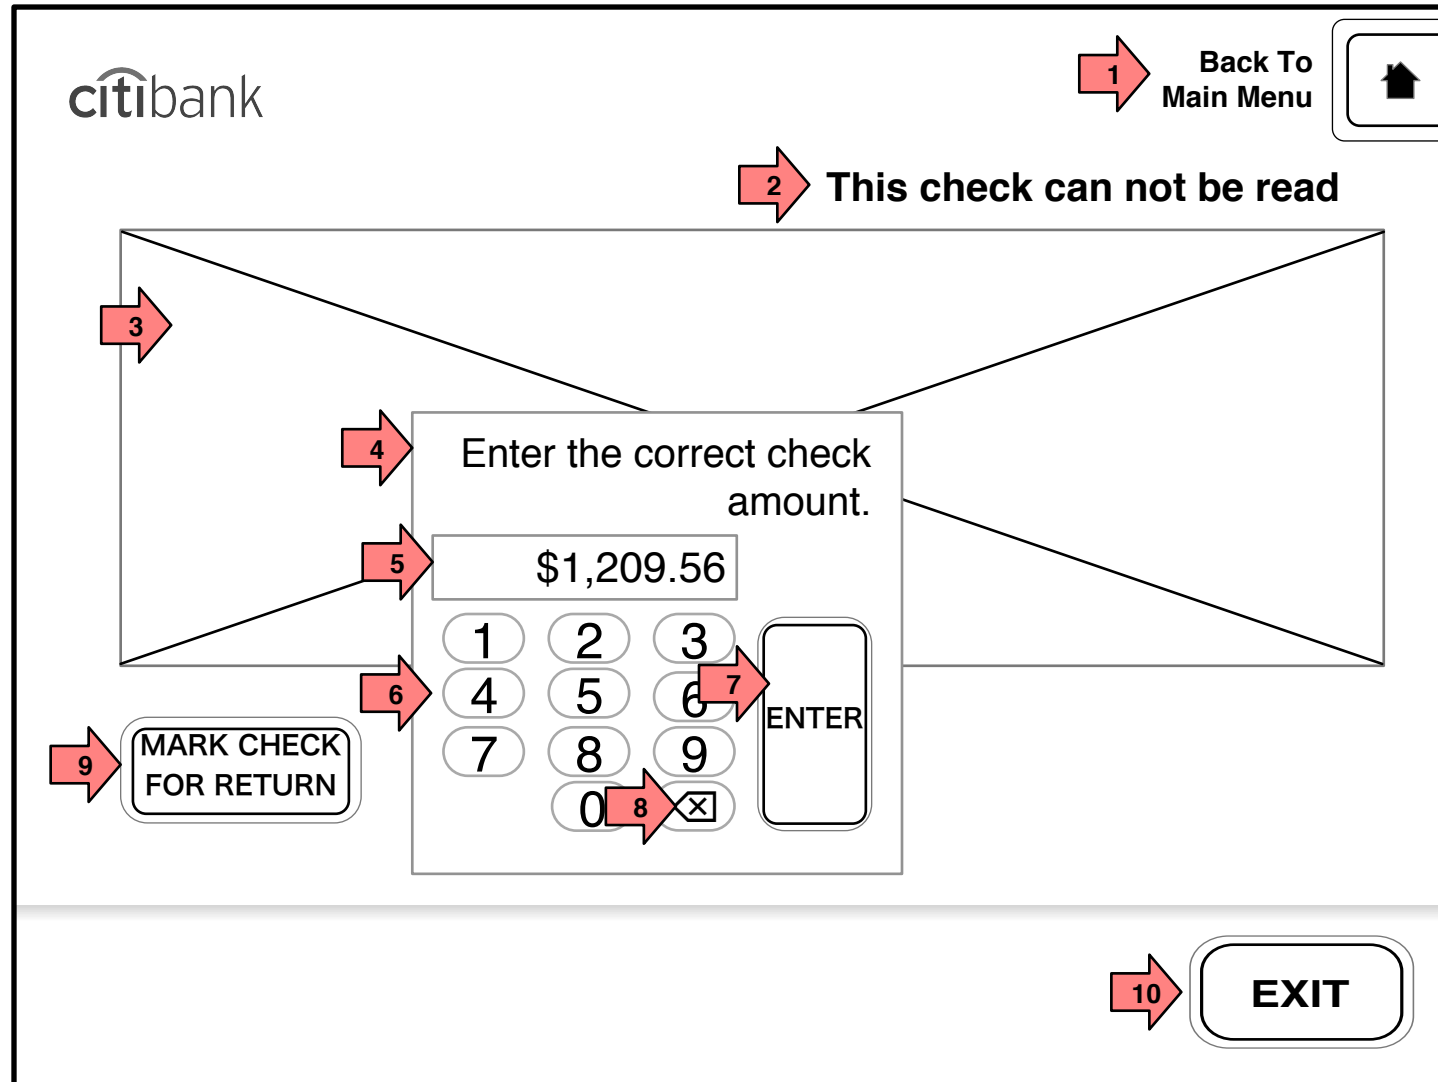 citibank
1
Back To
Main Menu
2
This check can not be read
3
4
Enter the correct check
amount.
5
$1,209.56
1 2 3
6
4 5 6
7
ENTER
7 8 9
0
8
9
MARK CHECK
FOR RETURN
10
EXIT